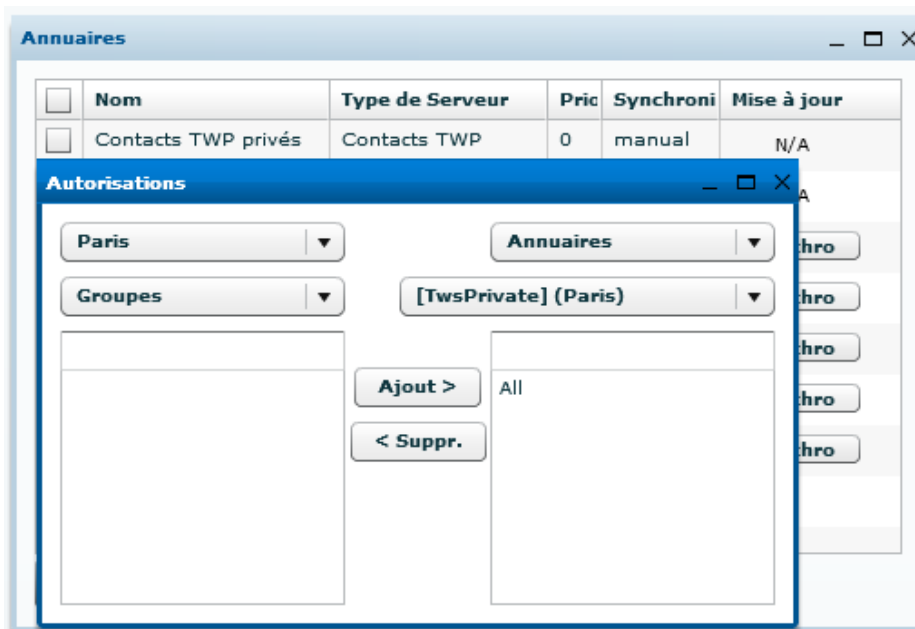 Annuaires
Nom Type de Serveur Pric Synchroni Mise à jour
Contacts TWP privés Contacts TWP 0 manual N/A
Autorisations
Paris Annuaires
Groupes [TwsPrivate] (Paris)
Ajout > All
< Suppr.